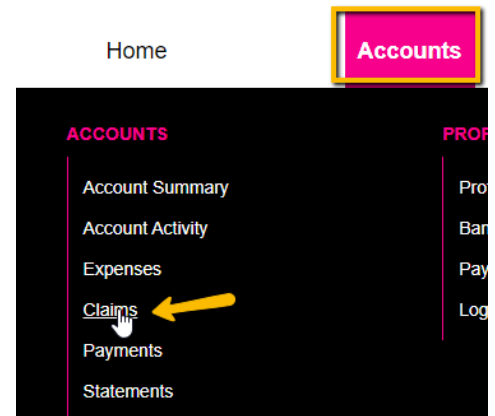 Home
Accounts
ACCOUNTS
Account Summary
Account Activity
Expenses
Claims
Payments
Statements